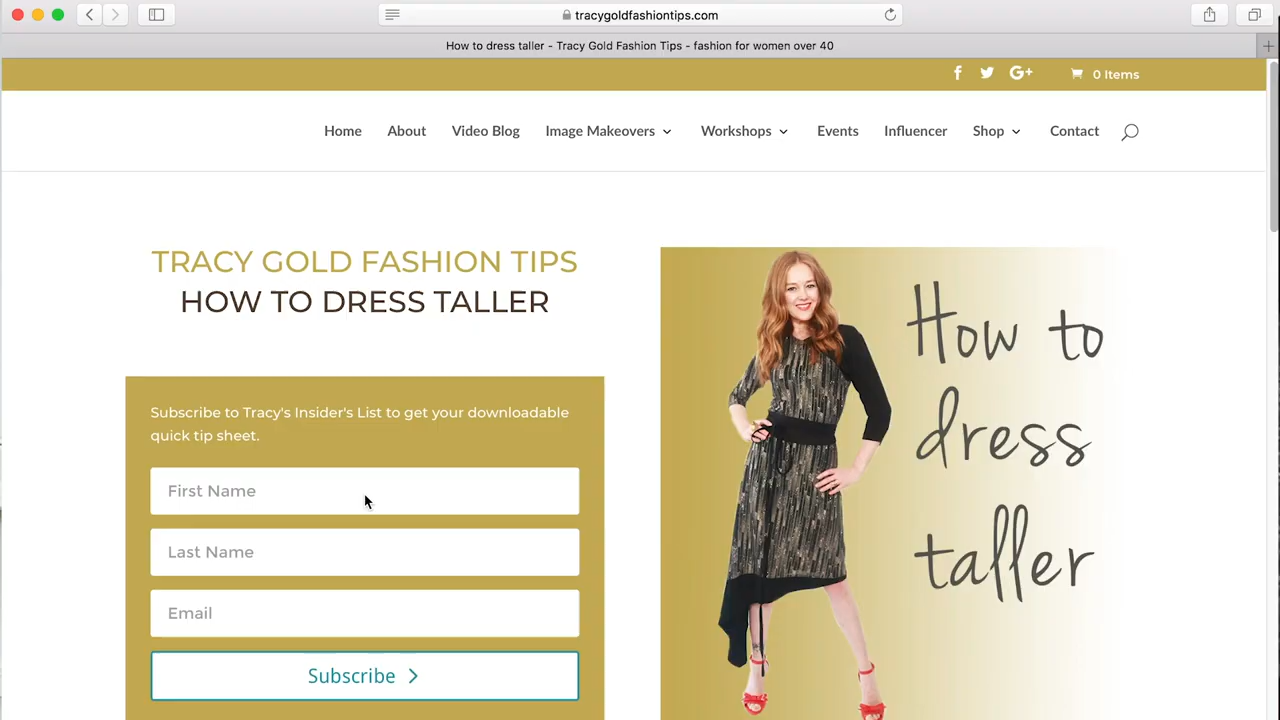 tracygoldfashiontips.com
How to dress taller - Tracy Gold Fashion Tips - fashion for women over 40
0 Items
Home About Video Blog Image Makeovers Workshops Events Influencer Shop Contact
TRACY GOLD FASHION TIPS
HOW TO DRESS TALLER
Subscribe to Tracy's Insider's List to get your downloadable
quick tip sheet.
First Name
Last Name
Email
Subscribe
How to
dress
taller